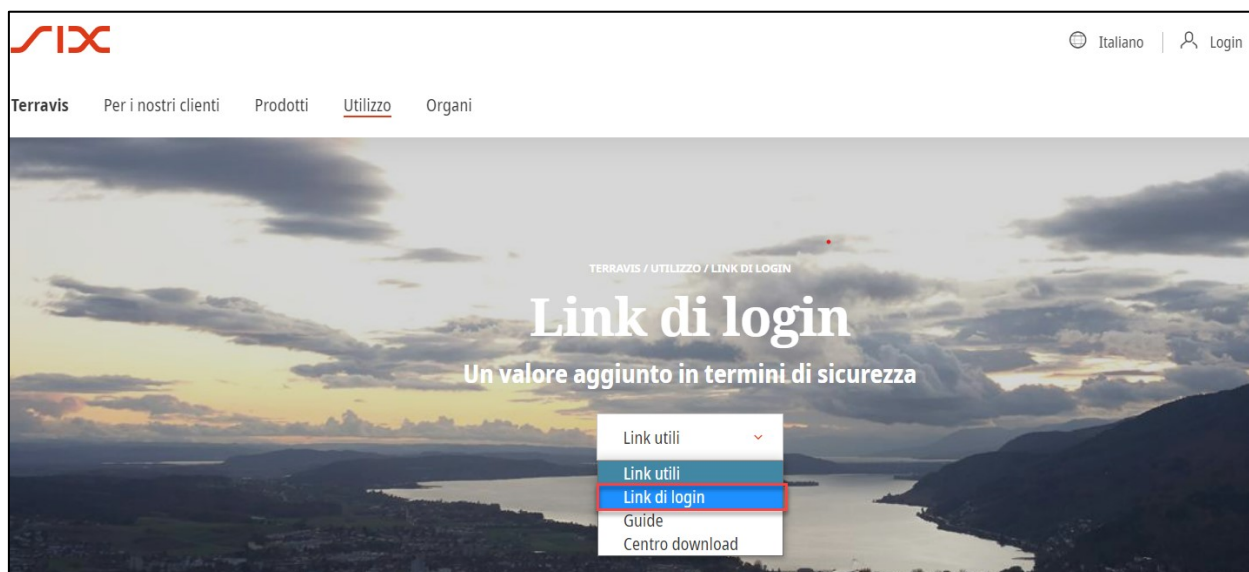 SIX
Italiano
Login
Terravis Per i nostri clienti Prodotti Utilizzo Organi
TERRAVIS / UTILIZZO / LINK DI LOGIN
Link di login
Un valore aggiunto in termini di sicurezza
Link utili
Link utili
Link di login
Guide
Centro download